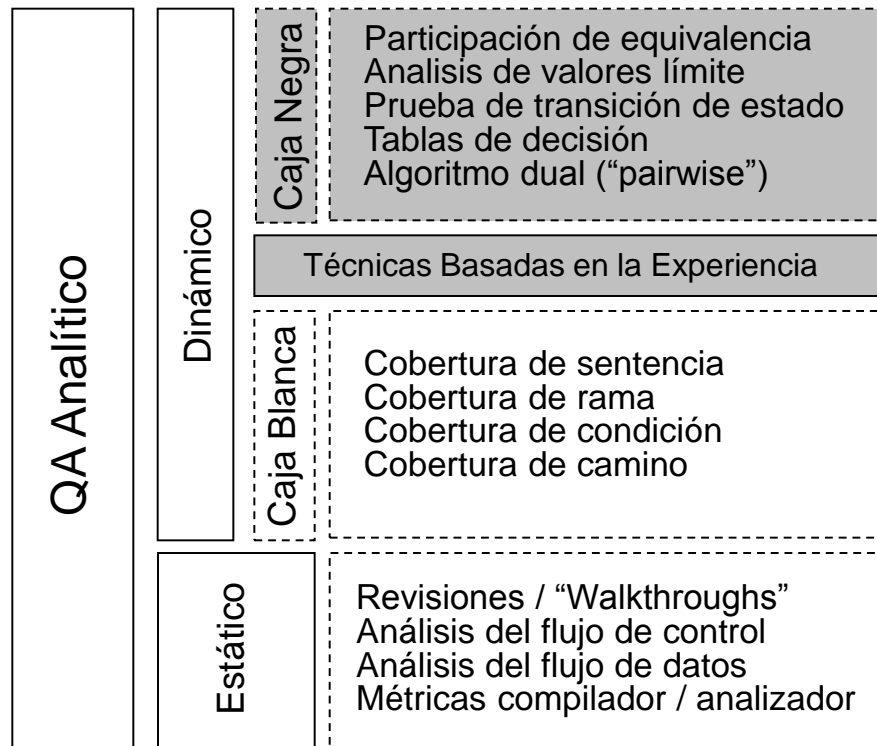 QA Analítico
Dinámico
Caja Negra
Participación de equivalencia
Analisis de valores límite
Prueba de transición de estado
Tablas de decisión
Algoritmo dual (“pairwise”)
Técnicas Basadas en la Experiencia
Caja Blanca
Cobertura de sentencia
Cobertura de rama
Cobertura de condición
Cobertura de camino
Estático
Revisiones / “Walkthroughs”
Análisis del flujo de control
Análisis del flujo de datos
Métricas compilador / analizador